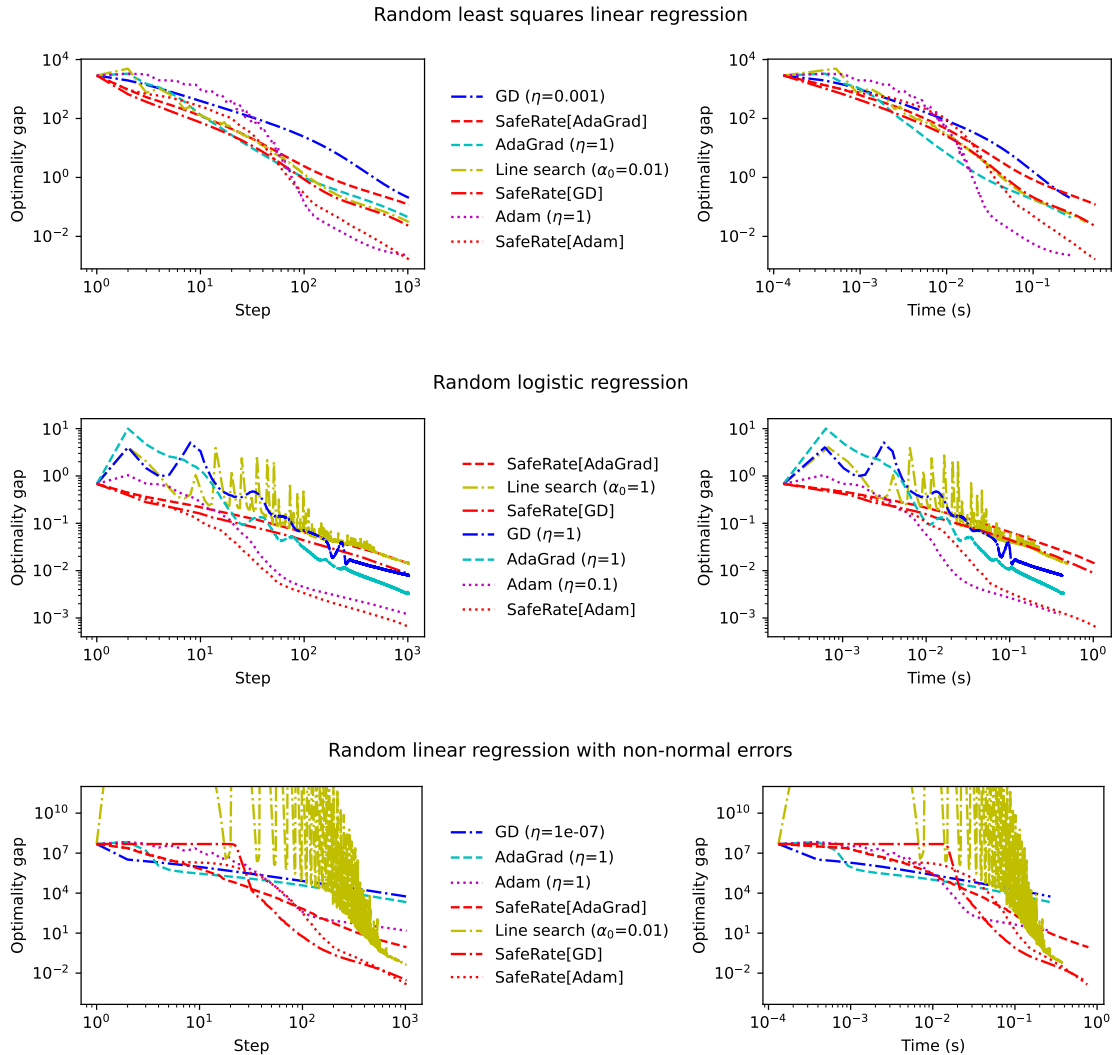 Random least squares linear regression
10^4
10^2
10^0
10^-2
Optimality gap
10^0
10^1
10^2
10^3
Step
GD (η=0.001)
SafeRate[AdaGrad]
AdaGrad (η=1)
Line search (α₀=0.01)
SafeRate[GD]
Adam (η=1)
SafeRate[Adam]
Optimality gap
10^4
10^2
10^0
10^-2
10^-4
10^-3
10^-2
10^-1
Time (s)
Random logistic regression
10^1
10^0
10^-1
10^-2
10^-3
Optimality gap
10^0
10^1
10^2
10^3
Step
SafeRate[AdaGrad]
Line search (α₀=1)
SafeRate[GD]
GD (η=1)
AdaGrad (η=1)
Adam (η=0.1)
SafeRate[Adam]
Optimality gap
10^1
10^0
10^-1
10^-2
10^-3
10^-3
10^-2
10^-1
10^0
Time (s)
Random linear regression with non-normal errors
10^10
10^7
10^4
10^1
10^-2
Optimality gap
10^0
10^1
10^2
10^3
Step
GD (η=1e-07)
AdaGrad (η=1)
Adam (η=1)
SafeRate[AdaGrad]
Line search (α₀=0.01)
SafeRate[GD]
SafeRate[Adam]
Optimality gap
10^10
10^7
10^4
10^1
10^-2
10^-4
10^-3
10^-2
10^-1
10^0
Time (s)